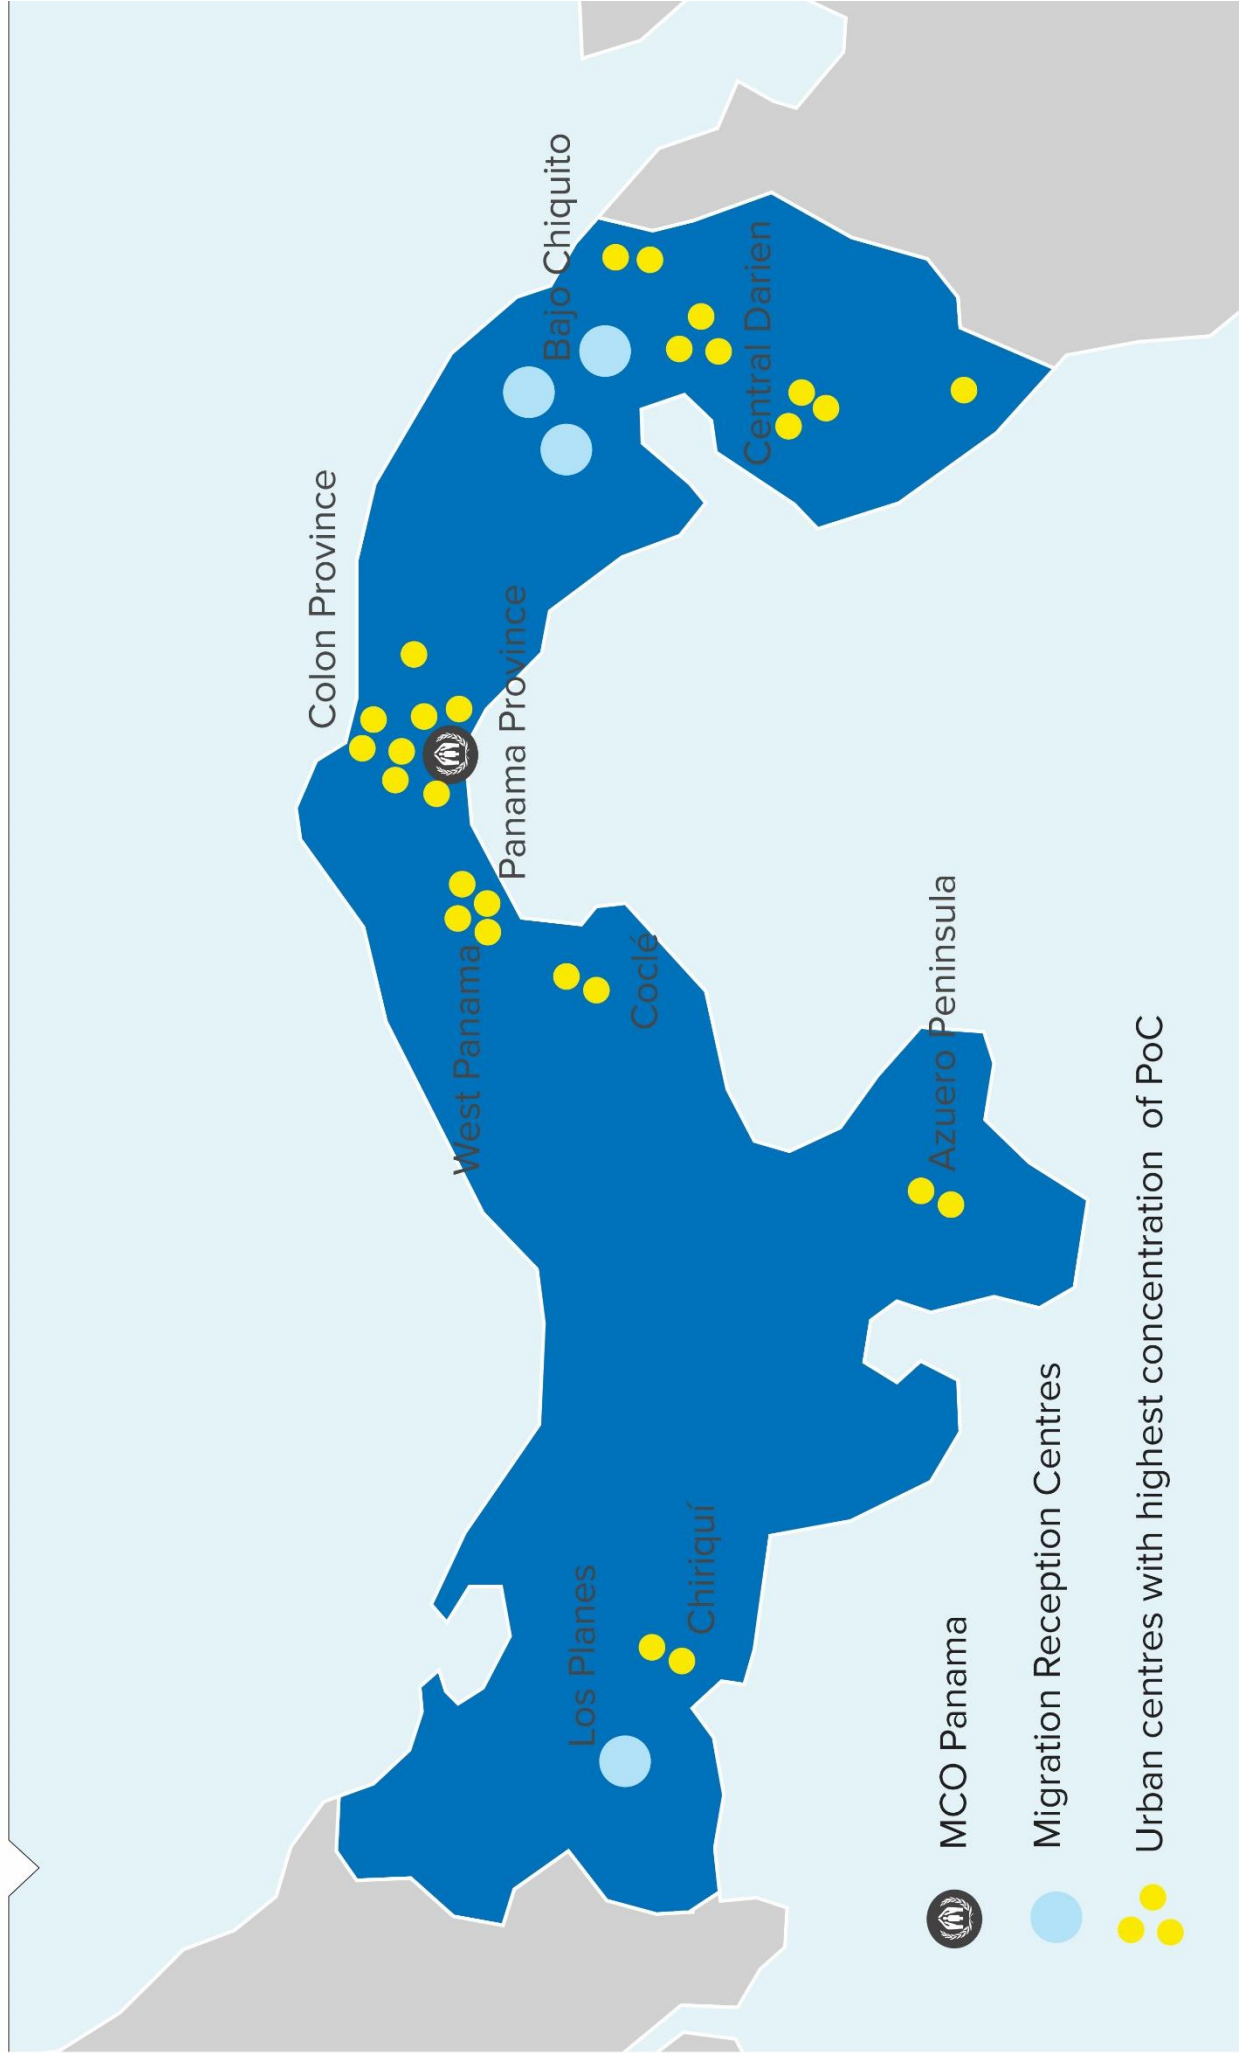 Colon Province
Bajo Chiquito
Panama Province
West Panama
Central Darien
Coclé
Los Planes
Chiriquí
Azuero Peninsula
MCO Panama
Migration Reception Centres
Urban centres with highest concentration of PoC